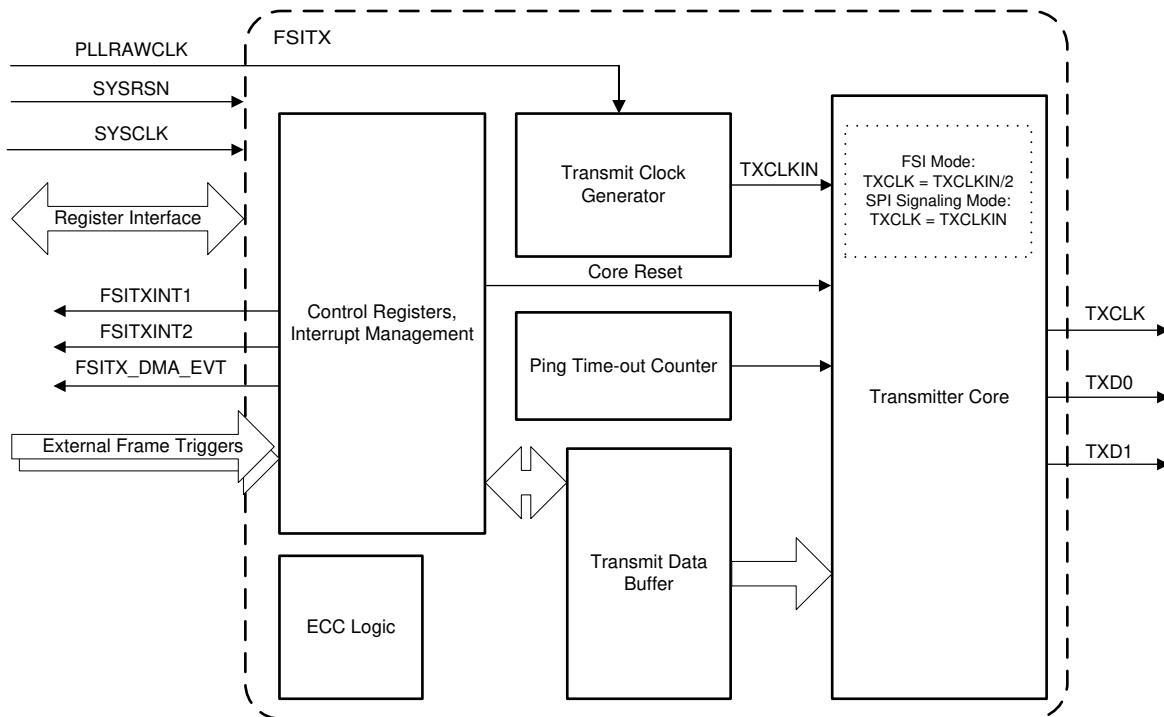 FSITX
PLLRAWCLK
SYSRSN
SYSCLK
Register Interface
FSITXINT1
FSITXINT2
FSITX_DMA_EVT
External Frame Triggers
Control Registers,
Interrupt Management
ECC Logic
Transmit Clock
Generator
TXCLKIN
Core Reset
Ping Time-out Counter
Transmit Data
Buffer
FSI Mode:
TXCLK = TXCLKIN/2
SPI Signaling Mode:
TXCLK = TXCLKIN
Transmitter Core
TXCLK
TXD0
TXD1